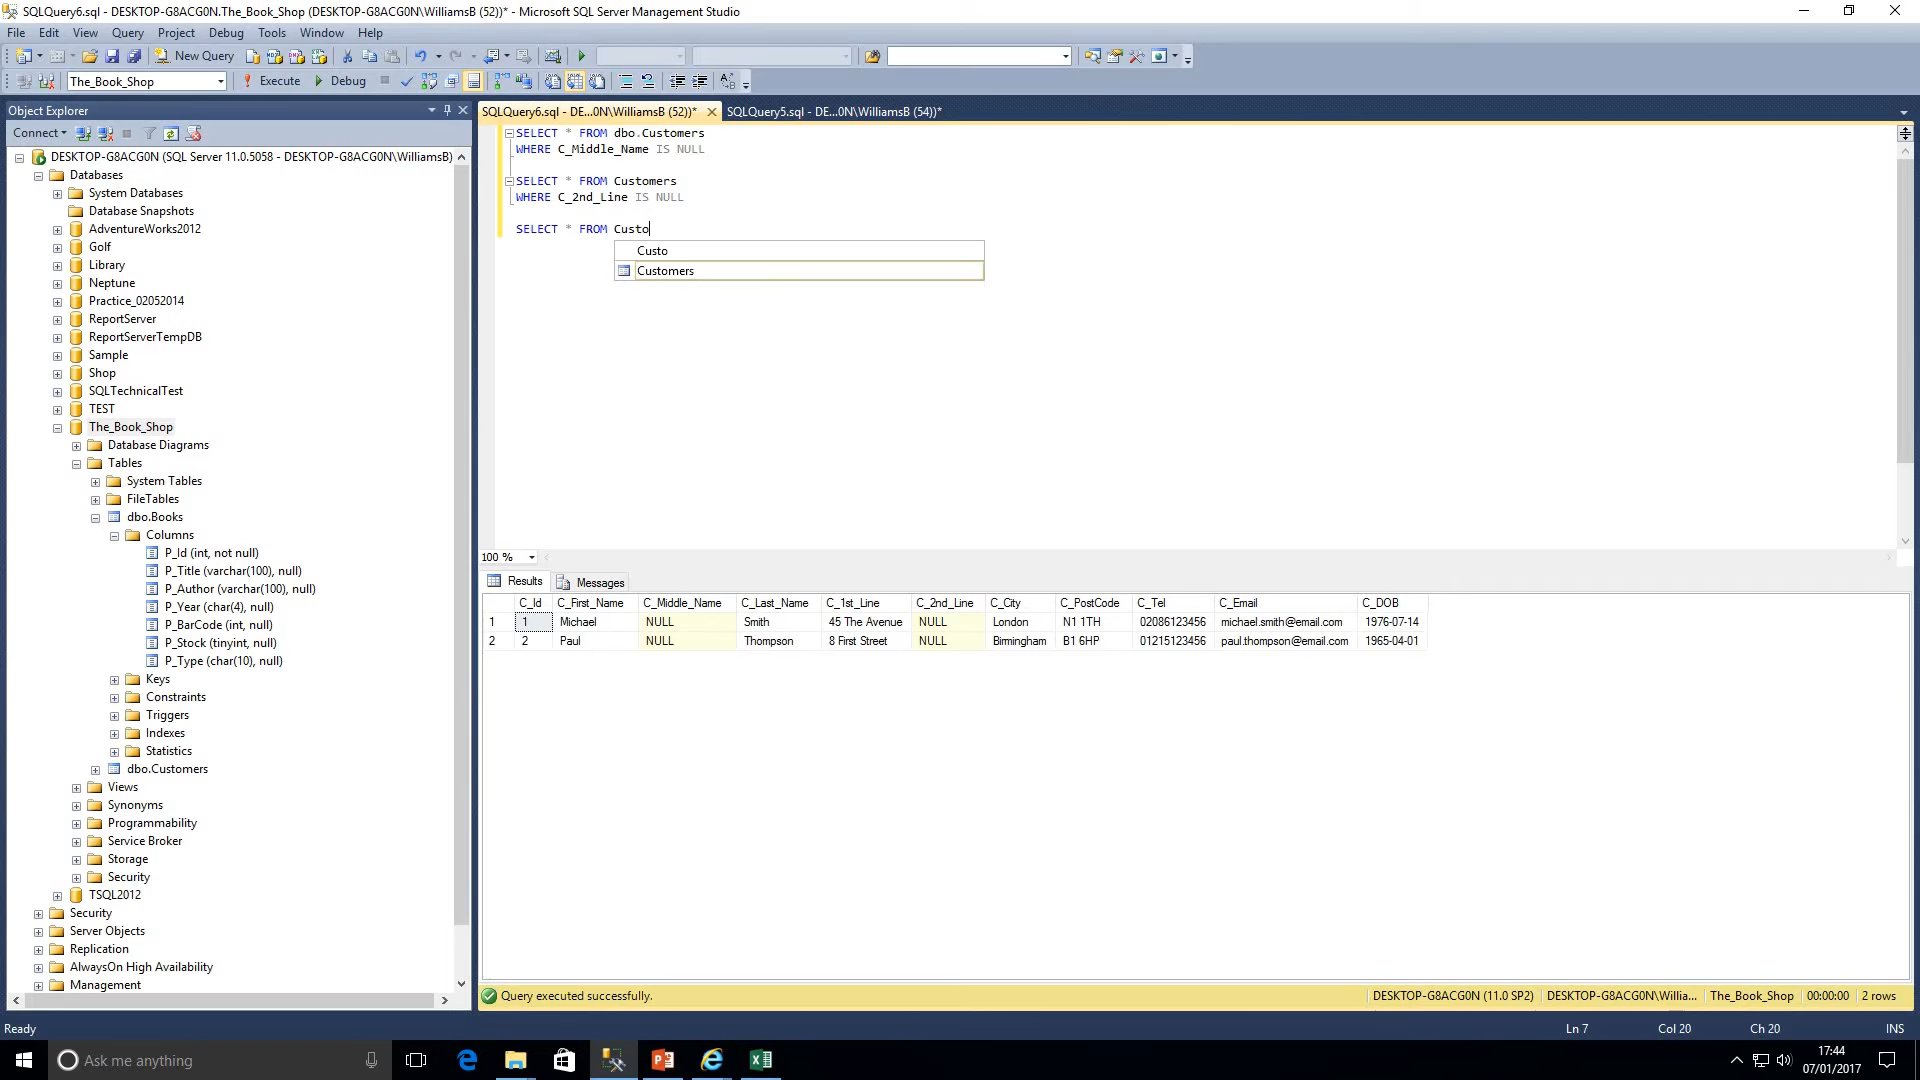 SQLQuery6.sql - DESKTOP-G8ACG0N.The_Book_Shop (DESKTOP-G8ACG0N\WilliamsB (52))* - Microsoft SQL Server Management Studio
File Edit View Query Project Debug Tools Window Help
New Query
The_Book_Shop Execute Debug
Object Explorer
Connect
DESKTOP-G8ACG0N (SQL Server 11.0.5058 - DESKTOP-G8ACG0N\WilliamsB)
Databases
System Databases
Database Snapshots
AdventureWorks2012
Golf
Library
Neptune
Practice_02052014
ReportServer
ReportServerTempDB
Sample
Shop
SQLTechnicalTest
TEST
The_Book_Shop
Database Diagrams
Tables
System Tables
FileTables
dbo.Books
Columns
P_Id (int, not null)
P_Title (varchar(100), null)
P_Author (varchar(100), null)
P_Year (char(4), null)
P_BarCode (int, null)
P_Stock (tinyint, null)
P_Type (char(10), null)
Keys
Constraints
Triggers
Indexes
Statistics
dbo.Customers
Views
Synonyms
Programmability
Service Broker
Storage
Security
TSQL2012
Security
Server Objects
Replication
AlwaysOn High Availability
Management
SQLQuery6.sql - DE...0N\WilliamsB (52))* SQLQuery5.sql - DE...0N\WilliamsB (54))*
SELECT * FROM dbo.Customers
WHERE C_Middle_Name IS NULL
SELECT * FROM Customers
WHERE C_2nd_Line IS NULL
SELECT * FROM Custo
Custo
Customers
100 %
Results Messages
C_Id C_First_Name C_Middle_Name C_Last_Name C_1st_Line C_2nd_Line C_City C_PostCode C_Tel C_Email C_DOB
1 1 Michael NULL Smith 45 The Avenue NULL London N1 1TH 02086123456 michael.smith@email.com 1976-07-14
2 2 Paul NULL Thompson 8 First Street NULL Birmingham B1 6HP 01215123456 paul.thompson@email.com 1965-04-01
Query executed successfully. DESKTOP-G8ACG0N (11.0 SP2) DESKTOP-G8ACG0N\Willia... The_Book_Shop 00:00:00 2 rows
Ready Ln 7 Col 20 Ch 20 INS
Ask me anything
17:44
07/01/2017